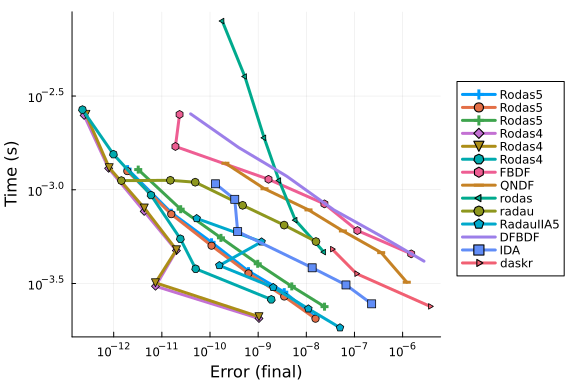 Time (s)
10^−2.5
10^−3.0
10^−3.5
10^−12
10^−11
10^−10
10^−9
10^−8
10^−7
10^−6
Error (final)
Rodas5
Rodas5
Rodas5
Rodas4
Rodas4
Rodas4
FBDF
QNDF
rodas
radau
RadauIIA5
DFBDF
IDA
daskr